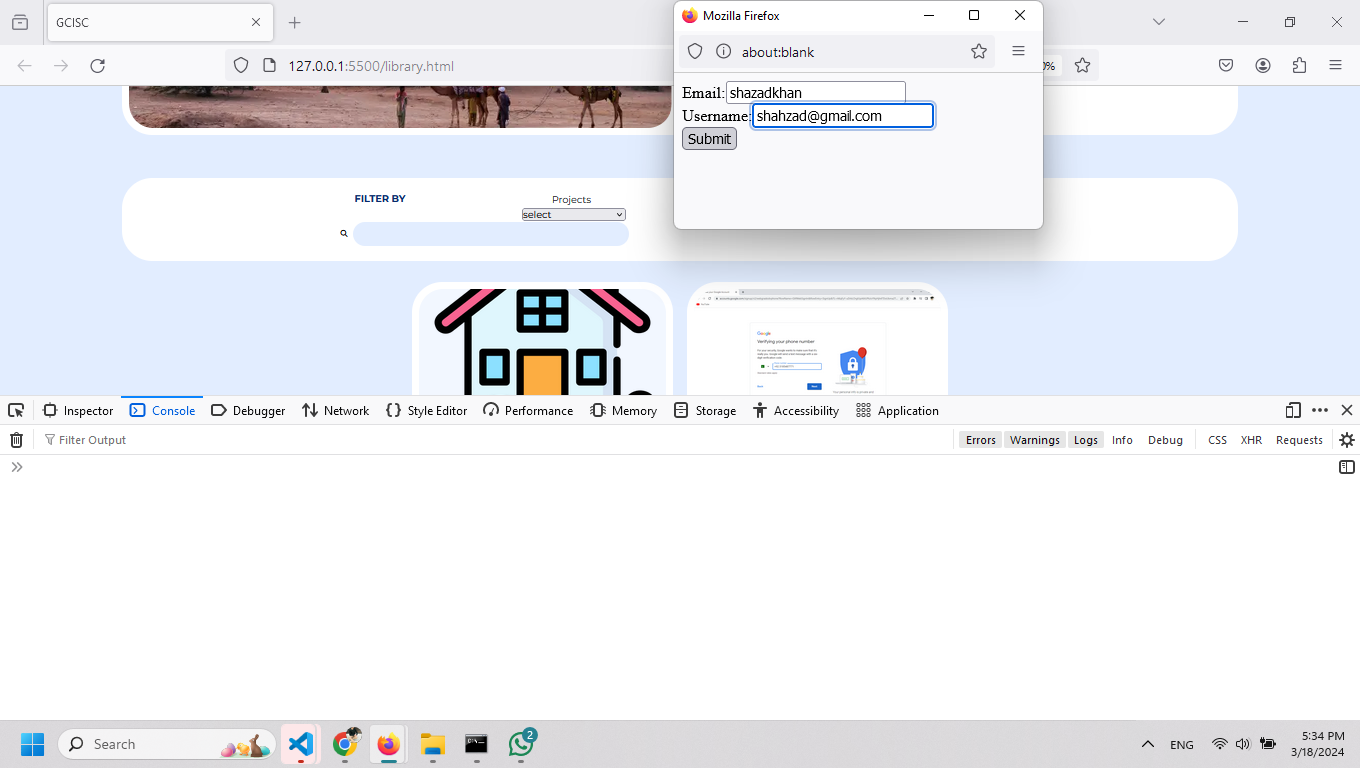 GCISC
Mozilla Firefox
127.0.0.1:5500/library.html
about:blank
Email: shazadkhan
Username: shahzad@gmail.com
Submit
FILTER BY
Projects
select
Google
Verifying your phone number
Inspector Console Debugger Network Style Editor Performance Memory Storage Accessibility Application
Filter Output
Errors Warnings Logs Info Debug CSS XHR Requests
Search
2
ENG
5:34 PM
3/18/2024